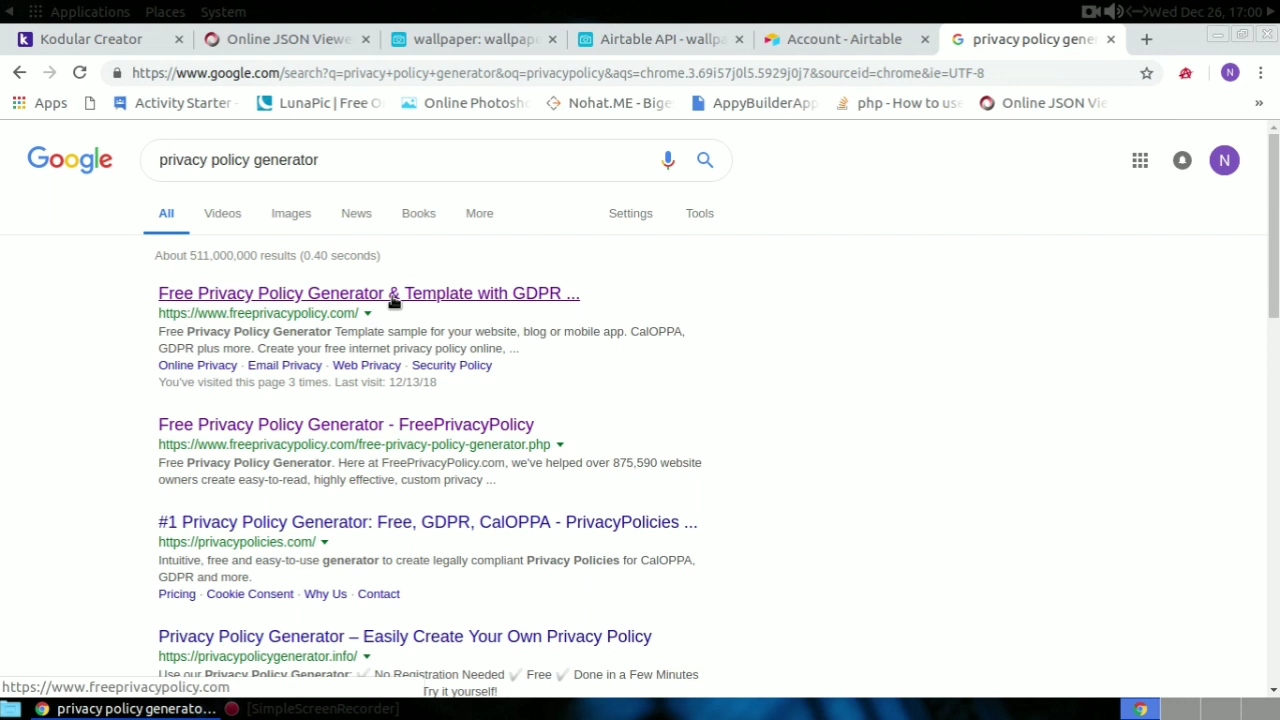 Applications Places System Wed Dec 26, 17:00
Kodular Creator Online JSON Viewe wallpaper: wallpap Airtable API - wallpa Account - Airtable privacy policy gene
https://www.google.com/search?q=privacy+policy+generator&oq=privacypolicy&aqs=chrome.3.69i57j0l5.5929j0j7&sourceid=chrome&ie=UTF-8 N
Apps Activity Starter - LunaPic | Free O Online Photosh Nohat.ME - Bige AppyBuilderAp php - How to use Online JSON Vie »
Google privacy policy generator N
All Videos Images News Books More Settings Tools
About 511,000,000 results (0.40 seconds)
Free Privacy Policy Generator & Template with GDPR ...
https://www.freeprivacypolicy.com/
Free Privacy Policy Generator Template sample for your website, blog or mobile app. CalOPPA,
GDPR plus more. Create your free internet privacy policy online, ...
Online Privacy · Email Privacy · Web Privacy · Security Policy
You've visited this page 3 times. Last visit: 12/13/18
Free Privacy Policy Generator - FreePrivacyPolicy
https://www.freeprivacypolicy.com/free-privacy-policy-generator.php
Free Privacy Policy Generator. Here at FreePrivacyPolicy.com, we've helped over 875,590 website
owners create easy-to-read, highly effective, custom privacy ...
#1 Privacy Policy Generator: Free, GDPR, CalOPPA - PrivacyPolicies ...
https://privacypolicies.com/
Intuitive, free and easy-to-use generator to create legally compliant Privacy Policies for CalOPPA,
GDPR and more.
Pricing · Cookie Consent · Why Us · Contact
Privacy Policy Generator – Easily Create Your Own Privacy Policy
https://privacypolicygenerator.info/
Use our Privacy Policy Generator: ✓ No Registration Needed ✓ Free ✓ Done in a Few Minutes
Try it yourself!
https://www.freeprivacypolicy.com
privacy policy generato... [SimpleScreenRecorder]